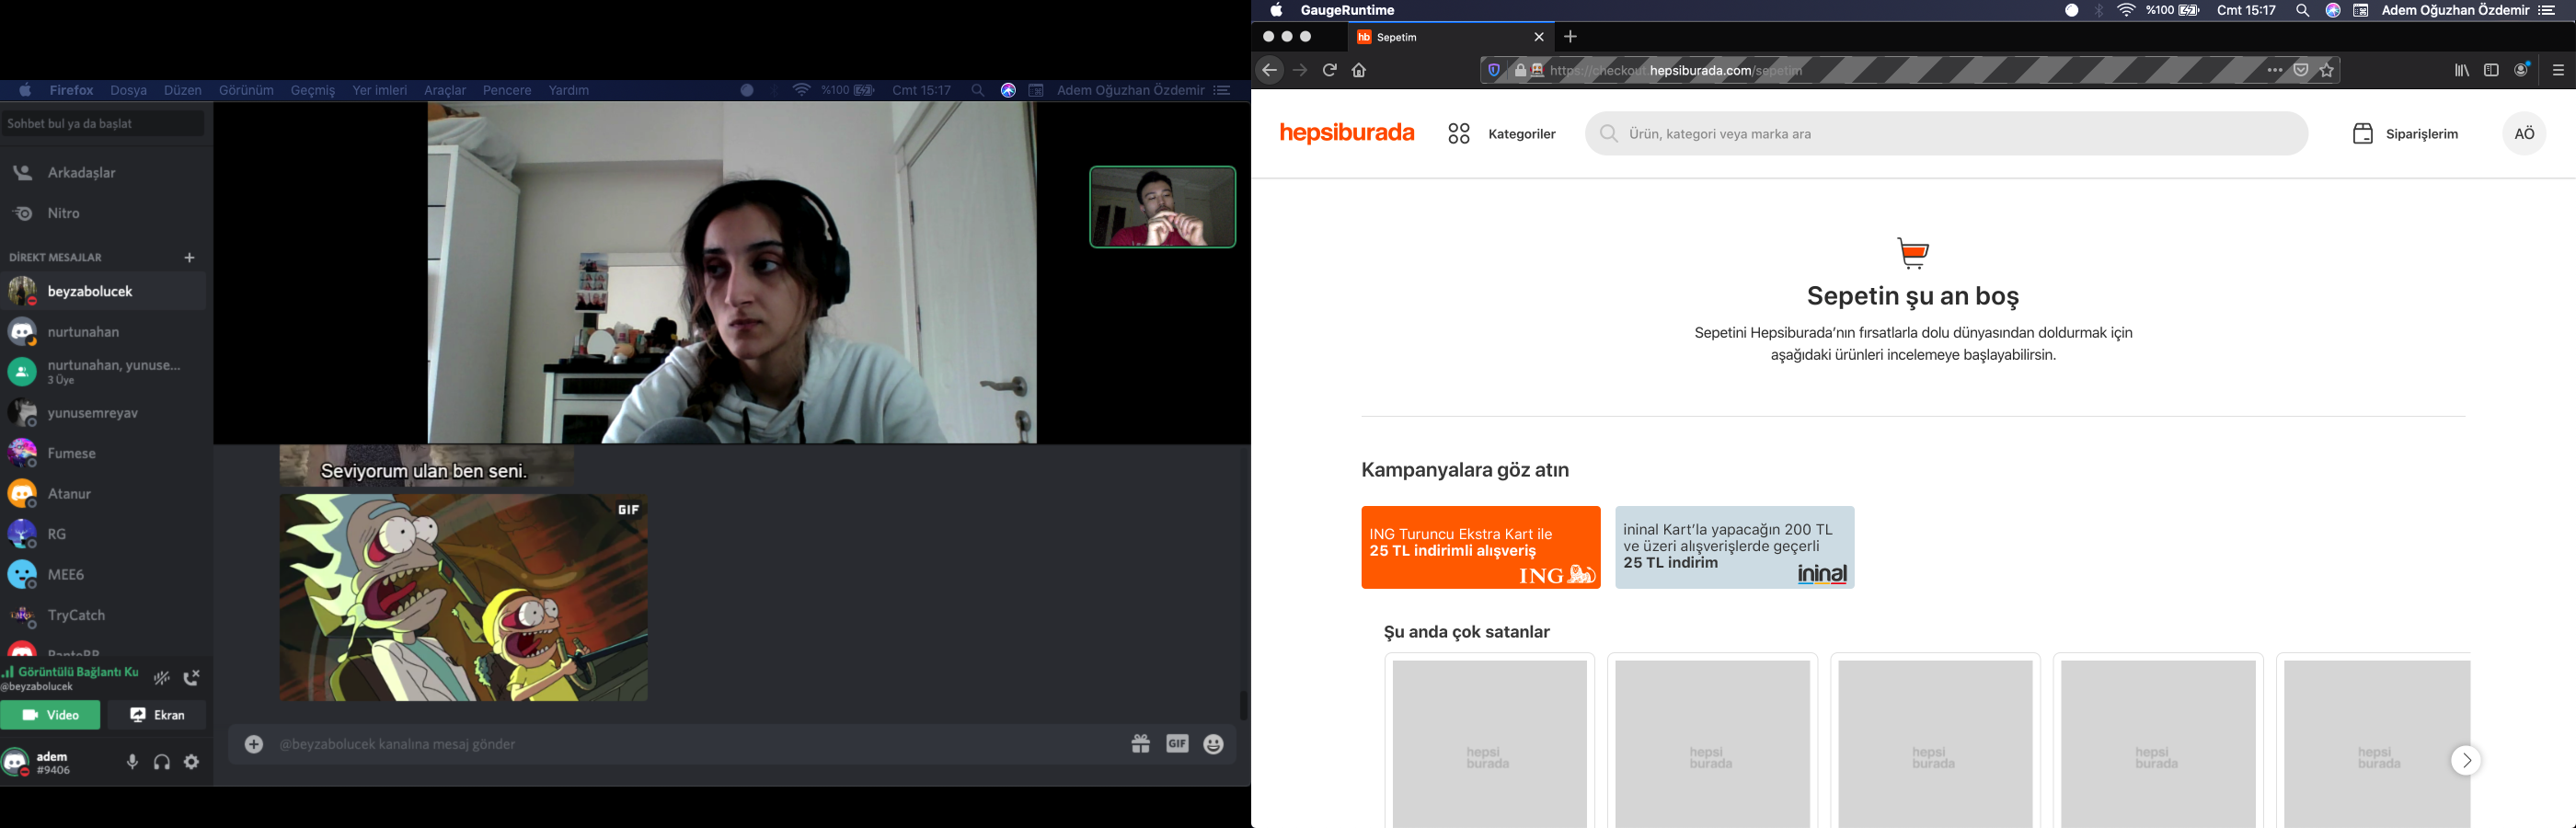 Firefox Dosya Düzen Görünüm Geçmiş Yer imleri Araçlar Pencere Yardım %100 Cmt 15:17 Adem Oğuzhan Özdemir
Sohbet bul ya da başlat
Arkadaşlar
Nitro
DİREKT MESAJLAR
beyzabolucek
nurtunahan
nurtunahan, yunuse...
3 Üye
yunusemreyav
Fumese
Atanur
RG
MEE6
TryCatch
Görüntülü Bağlantı Ku
@beyzabolucek
Video Ekran
adem
#9406
Seviyorum ulan ben seni.
GIF
@beyzabolucek kanalına mesaj gönder
GIF
GaugeRuntime %100 Cmt 15:17 Adem Oğuzhan Özdemir
hb Sepetim
https://checkout.hepsiburada.com/sepetim
hepsiburada Kategoriler Ürün, kategori veya marka ara Siparişlerim AÖ
Sepetin şu an boş
Sepetini Hepsiburada'nın fırsatlarla dolu dünyasından doldurmak için
aşağıdaki ürünleri incelemeye başlayabilirsin.
Kampanyalara göz atın
ING Turuncu Ekstra Kart ile
25 TL indirimli alışveriş
ING
ininal Kart'la yapacağın 200 TL
ve üzeri alışverişlerde geçerli
25 TL indirim
ininal
Şu anda çok satanlar
hepsi
burada
hepsi
burada
hepsi
burada
hepsi
burada
hepsi
burada